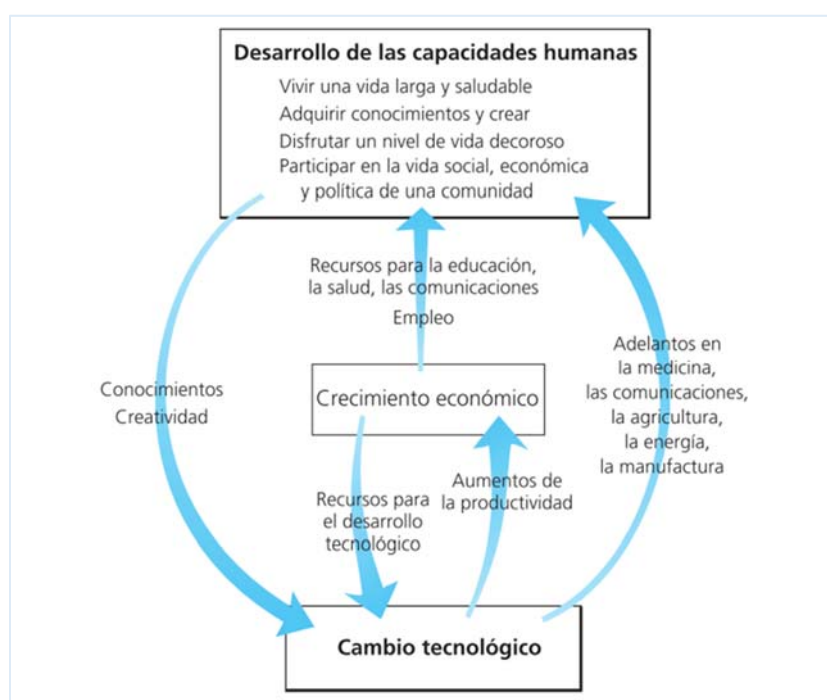 Desarrollo de las capacidades humanas
Vivir una vida larga y saludable
Adquirir conocimientos y crear
Disfrutar un nivel de vida decoroso
Participar en la vida social, económica
y política de una comunidad
Recursos para la educación,
la salud, las comunicaciones
Empleo
Conocimientos
Creatividad
Crecimiento económico
Adelantos en
la medicina,
las comunicaciones,
la agricultura,
la energía,
la manufactura
Recursos para
el desarrollo
tecnológico
Aumentos de
la productividad
Cambio tecnológico